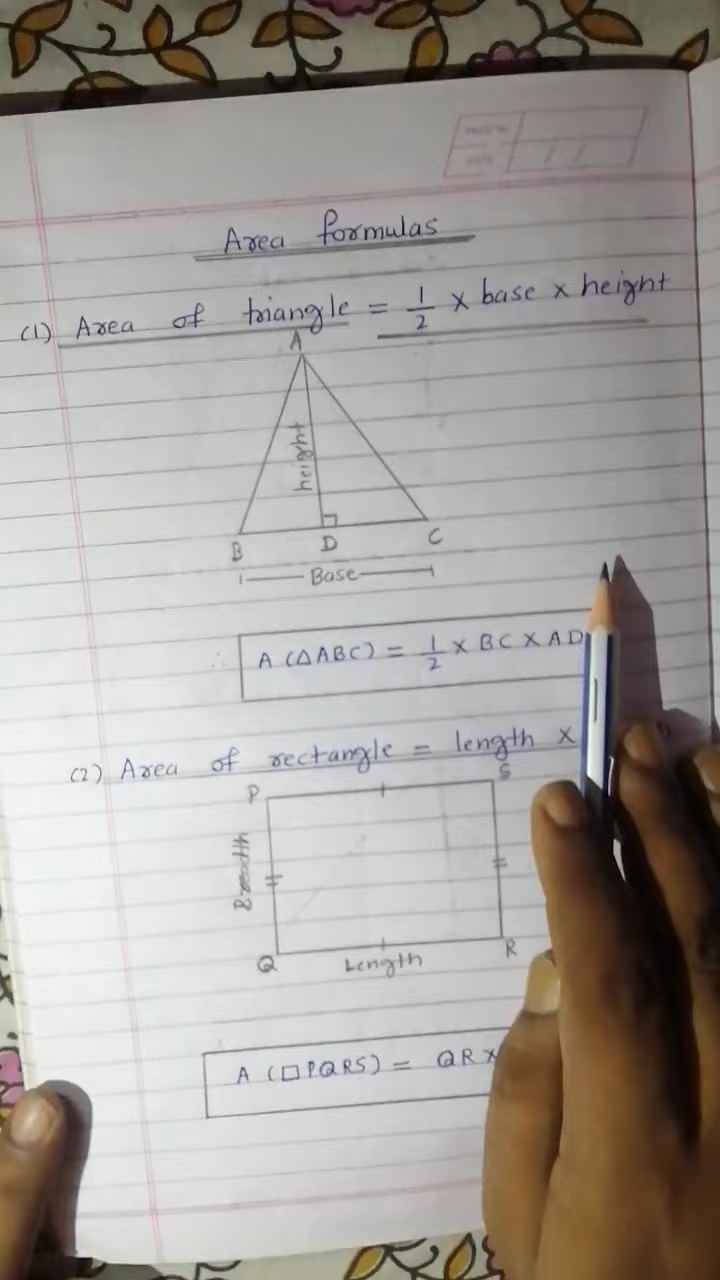 Area formulas
(1) Area of triangle = 1/2 × base × height
A
height
B D C
Base
A (△ABC) = 1/2 × BC × AD
(2) Area of rectangle = length ×
P S
Breadth
Q Length R
A (□PQRS) = QR ×